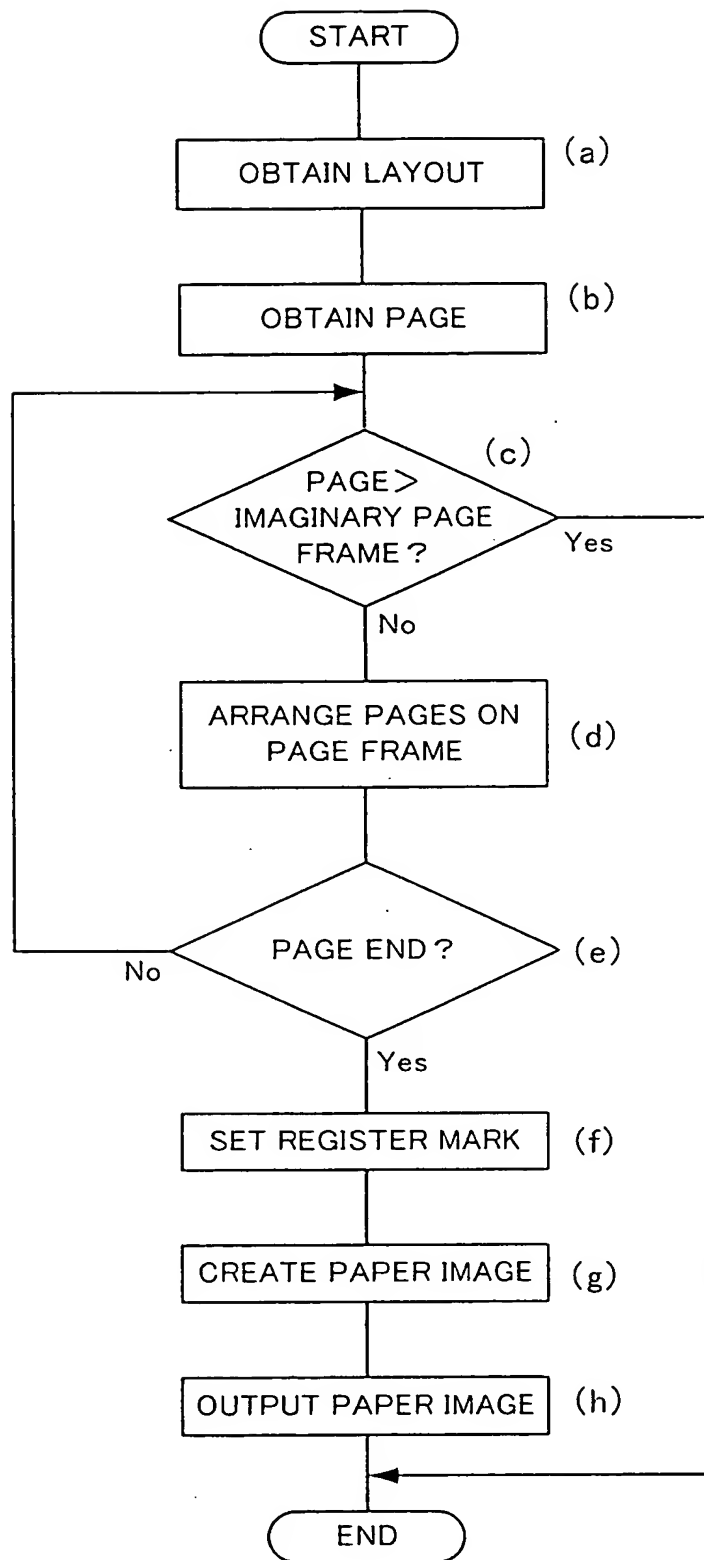 START
OBTAIN LAYOUT
(a)
OBTAIN PAGE
(b)
PAGE>
IMAGINARY PAGE
FRAME?
(c)
Yes
No
ARRANGE PAGES ON
PAGE FRAME
(d)
PAGE END?
(e)
No
Yes
SET REGISTER MARK
(f)
CREATE PAPER IMAGE
(g)
OUTPUT PAPER IMAGE
(h)
END